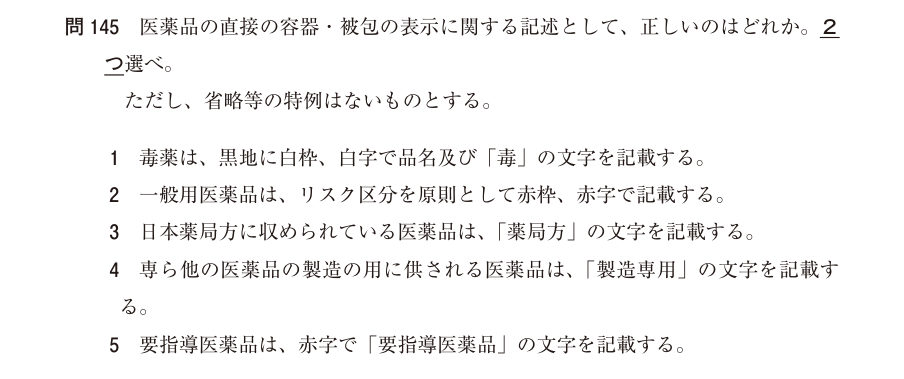 問 145　医薬品の直接の容器・被包の表示に関する記述として、正しいのはどれか。2
つ選べ。
ただし、省略等の特例はないものとする。
1　毒薬は、黒地に白枠、白字で品名及び「毒」の文字を記載する。
2　一般用医薬品は、リスク区分を原則として赤枠、赤字で記載する。
3　日本薬局方に収められている医薬品は、「薬局方」の文字を記載する。
4　専ら他の医薬品の製造の用に供される医薬品は、「製造専用」の文字を記載す
る。
5　要指導医薬品は、赤字で「要指導医薬品」の文字を記載する。